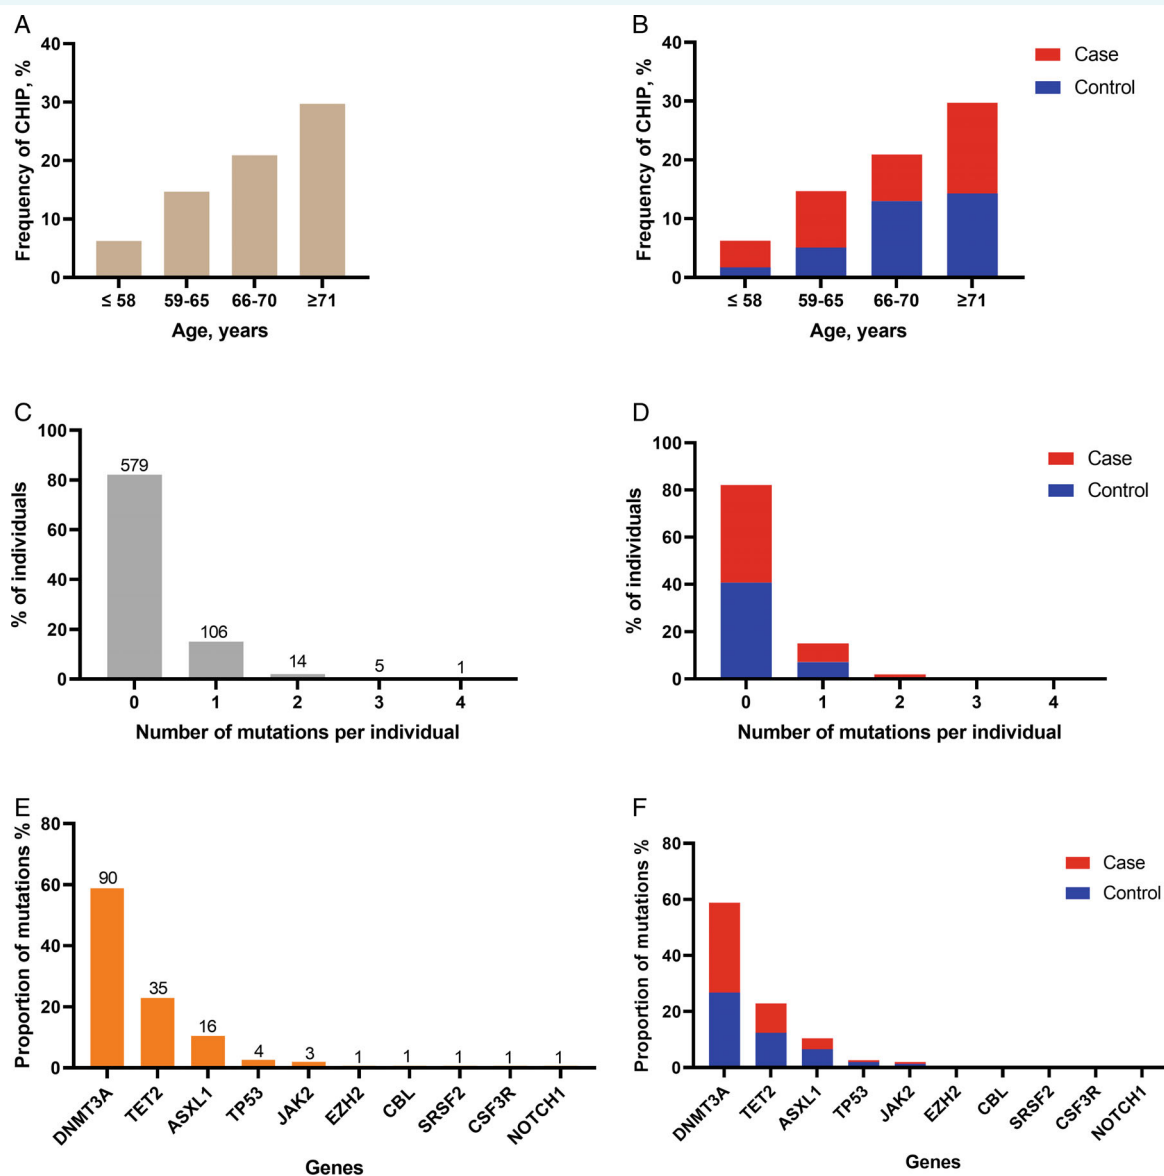 A
Frequency of CHIP, %
40
30
20
10
0
≤ 58 59-65 66-70 ≥71
Age, years
B
Frequency of CHIP, %
40
30
20
10
0
≤ 58 59-65 66-70 ≥71
Age, years
Case
Control
C
% of individuals
100
80
60
40
20
0
579 106 14 5 1
0 1 2 3 4
Number of mutations per individual
D
% of individuals
100
80
60
40
20
0
0 1 2 3 4
Number of mutations per individual
Case
Control
E
Proportion of mutations %
80
60
40
20
0
90 35 16 4 3 1 1 1 1 1
DNMT3A TET2 ASXL1 TP53 JAK2 EZH2 CBL SRSF2 CSF3R NOTCH1
Genes
F
Proportion of mutations %
80
60
40
20
0
DNMT3A TET2 ASXL1 TP53 JAK2 EZH2 CBL SRSF2 CSF3R NOTCH1
Genes
Case
Control